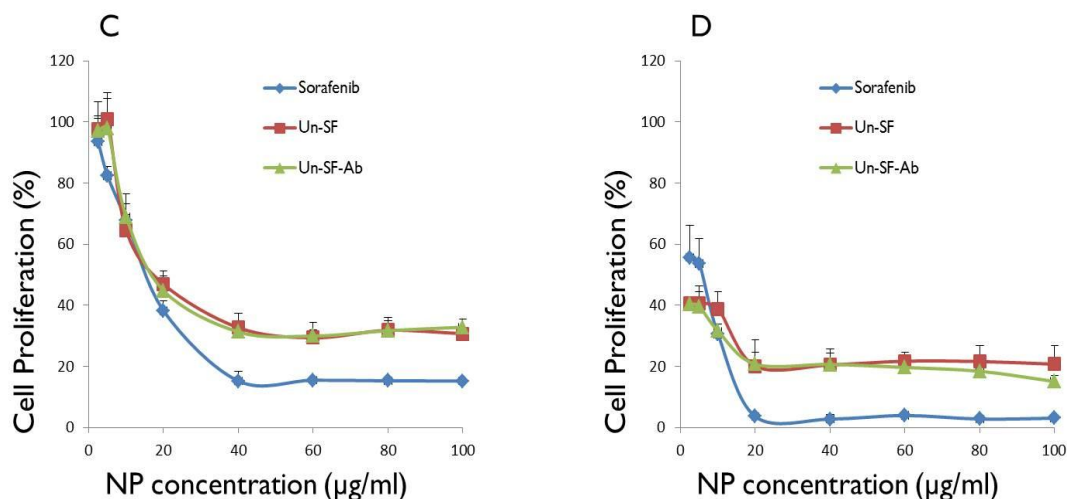 C
120
100
80
60
40
20
0
Cell Proliferation (%)
Sorafenib
Un-SF
Un-SF-Ab
0 20 40 60 80 100
NP concentration (µg/ml)
D
120
100
80
60
40
20
0
Cell Proliferation (%)
Sorafenib
Un-SF
Un-SF-Ab
0 20 40 60 80 100
NP concentration (µg/ml)